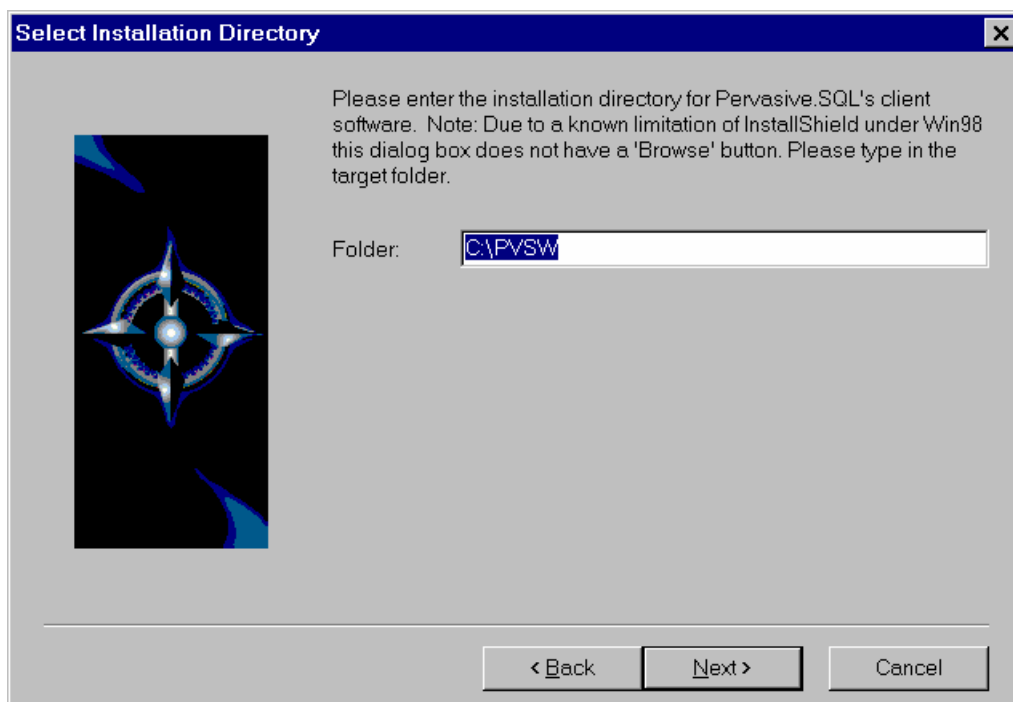 Select Installation Directory
Please enter the installation directory for Pervasive.SQL's client
software.  Note: Due to a known limitation of InstallShield under Win98
this dialog box does not have a 'Browse' button. Please type in the
target folder.
Folder: C:\PVSW
< Back Next > Cancel